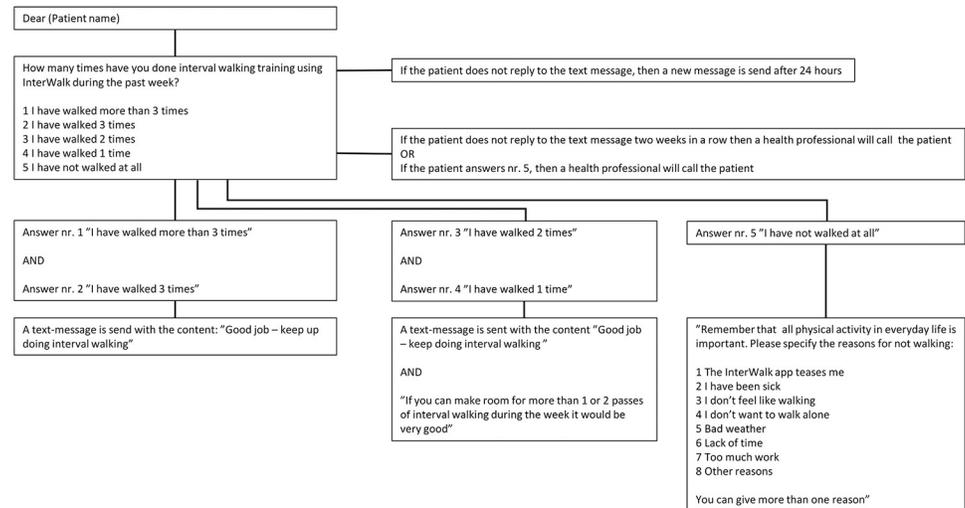 Dear (Patient name)
How many times have you done interval walking training using
InterWalk during the past week?
1 I have walked more than 3 times
2 I have walked 3 times
3 I have walked 2 times
4 I have walked 1 time
5 I have not walked at all
If the patient does not reply to the text message, then a new message is send after 24 hours
If the patient does not reply to the text message two weeks in a row then a health professional will call the patient
OR
If the patient answers nr. 5, then a health professional will call the patient
Answer nr. 1 ”I have walked more than 3 times”
AND
Answer nr. 2 ”I have walked 3 times”
A text-message is send with the content: ”Good job – keep up
doing interval walking”
Answer nr. 3 ”I have walked 2 times”
AND
Answer nr. 4 ”I have walked 1 time”
A text-message is sent with the content ”Good job
– keep doing interval walking ”
AND
”If you can make room for more than 1 or 2 passes
of interval walking during the week it would be
very good”
Answer nr. 5 ”I have not walked at all”
”Remember that all physical activity in everyday life is
important. Please specify the reasons for not walking:
1 The InterWalk app teases me
2 I have been sick
3 I don’t feel like walking
4 I don’t want to walk alone
5 Bad weather
6 Lack of time
7 Too much work
8 Other reasons
You can give more than one reason”